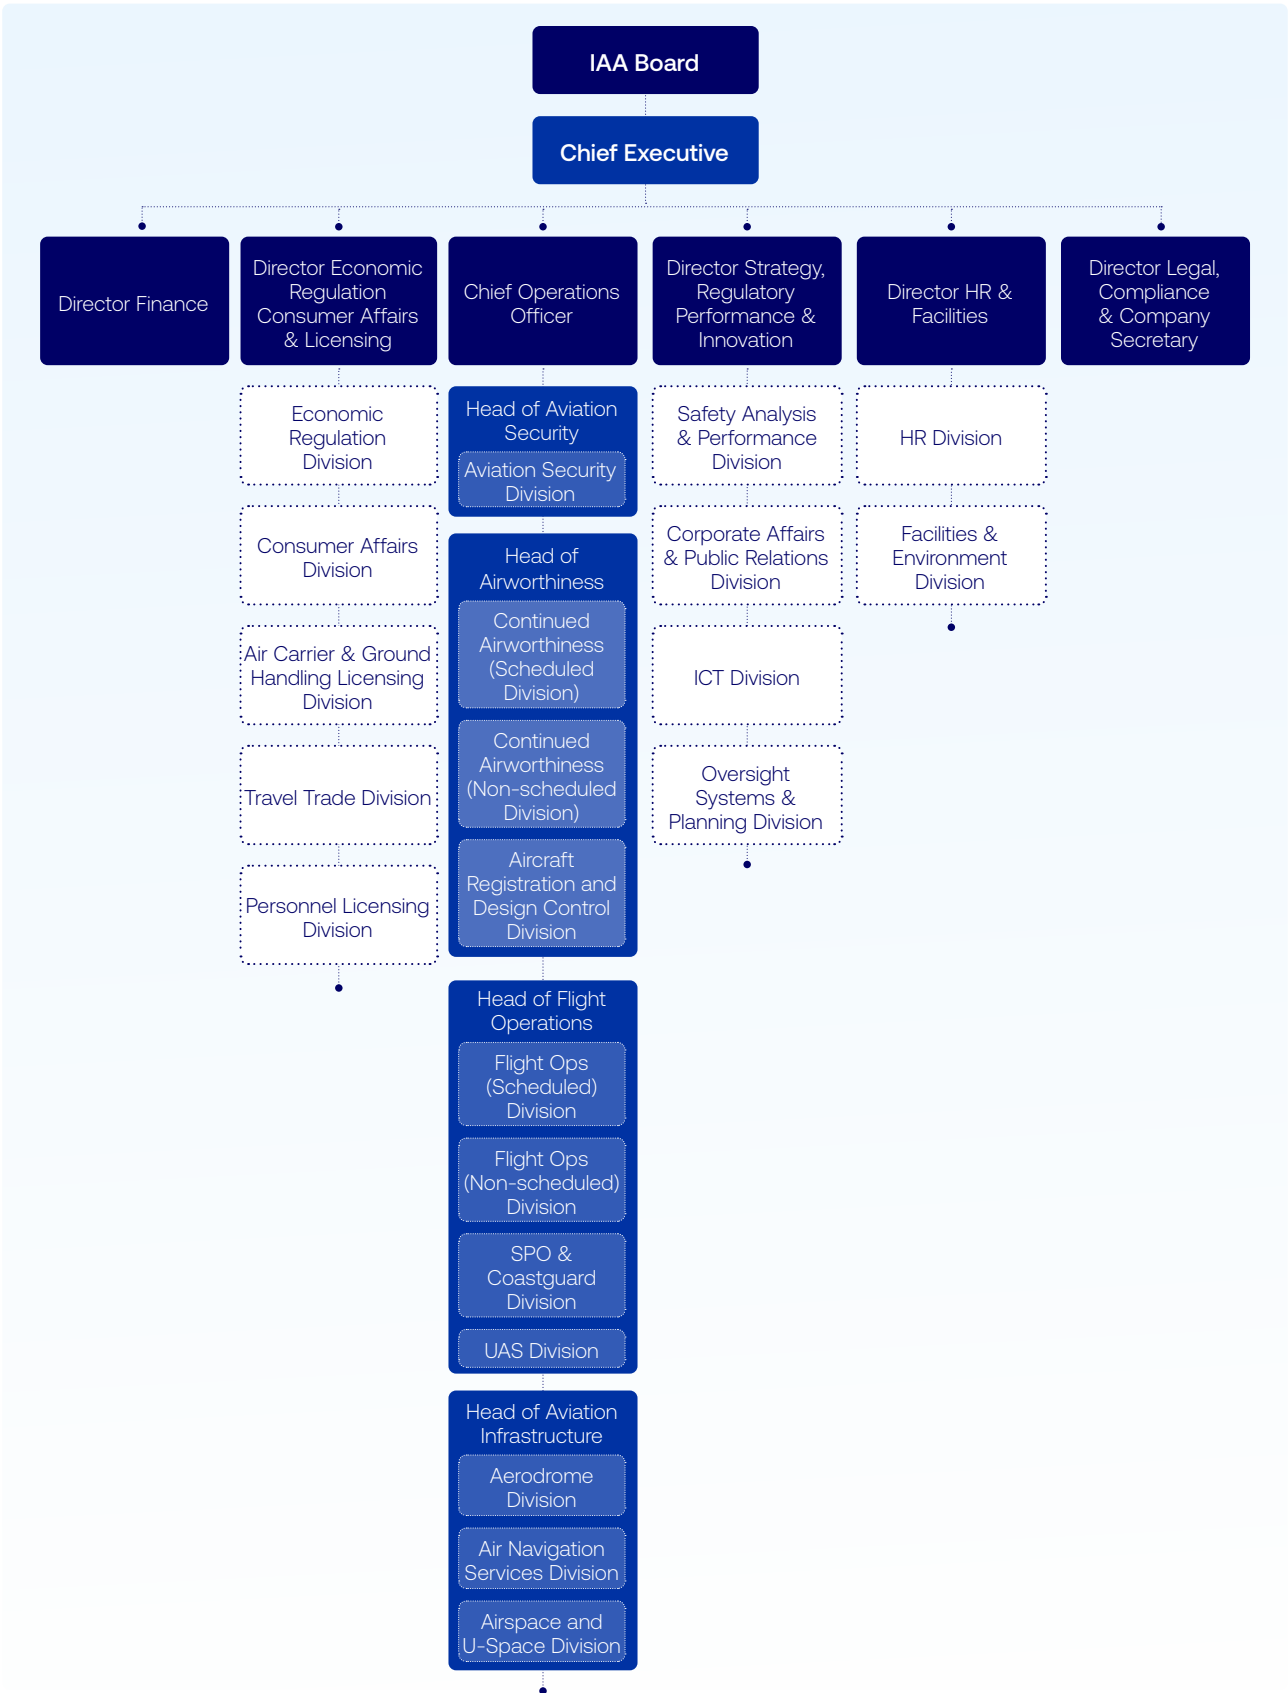 IAA Board
Chief Executive
Director Finance
Director Economic
Regulation
Consumer Affairs
& Licensing
Chief Operations
Officer
Director Strategy,
Regulatory
Performance &
Innovation
Director HR &
Facilities
Director Legal,
Compliance
& Company
Secretary
Economic
Regulation
Division
Consumer Affairs
Division
Air Carrier & Ground
Handling Licensing
Division
Travel Trade Division
Personnel Licensing
Division
Head of Aviation
Security
Aviation Security
Division
Head of
Airworthiness
Continued
Airworthiness
(Scheduled
Division)
Continued
Airworthiness
(Non-scheduled
Division)
Aircraft
Registration and
Design Control
Division
Head of Flight
Operations
Flight Ops
(Scheduled)
Division
Flight Ops
(Non-scheduled)
Division
SPO &
Coastguard
Division
UAS Division
Head of Aviation
Infrastructure
Aerodrome
Division
Air Navigation
Services Division
Airspace and
U-Space Division
Safety Analysis
& Performance
Division
Corporate Affairs
& Public Relations
Division
ICT Division
Oversight
Systems &
Planning Division
HR Division
Facilities &
Environment
Division